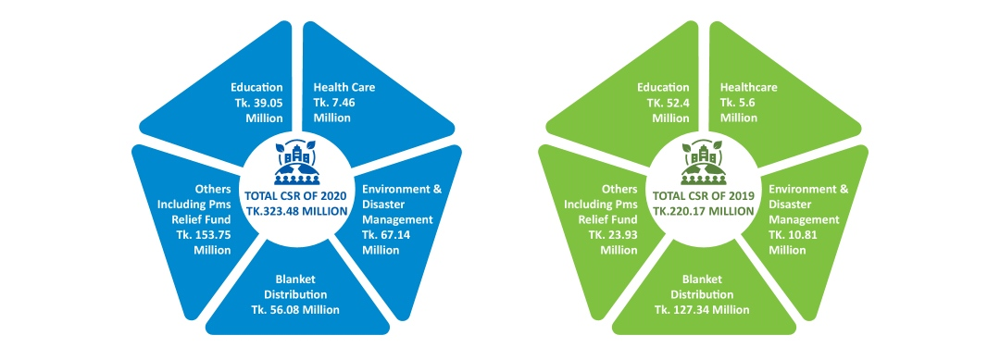 Education
Tk. 39.05
Million
Health Care
Tk. 7.46
Million
Others
Including Pms
Relief Fund
Tk. 153.75
Million
TOTAL CSR OF 2020
TK.323.48 MILLION
Environment &
Disaster
Management
Tk. 67.14
Million
Blanket
Distribution
Tk. 56.08 Million
Education
TK. 52.4
Million
Healthcare
Tk. 5.6
Million
Others
Including Pms
Relief Fund
TK. 23.93
Million
TOTAL CSR OF 2019
TK.220.17 MILLION
Environment &
Disaster
Management
TK. 10.81
Million
Blanket
Distribution
Tk. 127.34 Million